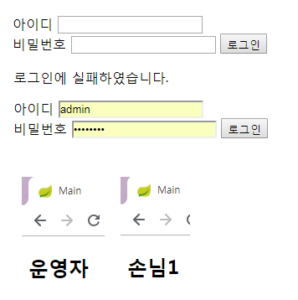 아이디
비밀번호 로그인
로그인에 실패하였습니다.
아이디 admin
비밀번호 •••••••• 로그인
Main Main
운영자 손님1